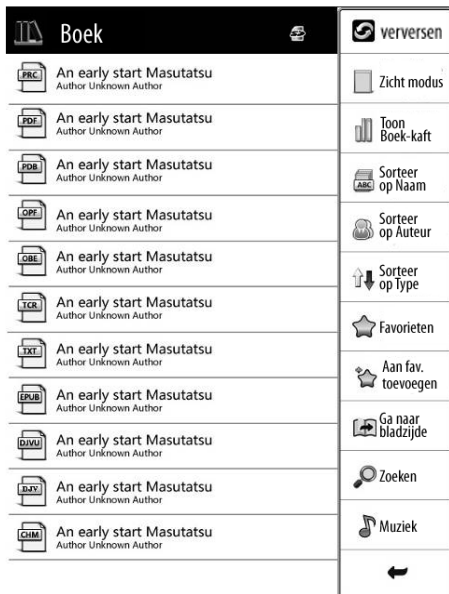 Boek
PRC
An early start Masutatsu
Author Unknown Author
PDF
An early start Masutatsu
Author Unknown Author
PDB
An early start Masutatsu
Author Unknown Author
OPF
An early start Masutatsu
Author Unknown Author
OBE
An early start Masutatsu
Author Unknown Author
TCR
An early start Masutatsu
Author Unknown Author
TXT
An early start Masutatsu
Author Unknown Author
EPUB
An early start Masutatsu
Author Unknown Author
DJVU
An early start Masutatsu
Author Unknown Author
DJV
An early start Masutatsu
Author Unknown Author
CHM
An early start Masutatsu
Author Unknown Author
verversen
Zicht modus
Toon
Boek-kaft
ABC
Sorteer
op Naam
Sorteer
op Auteur
Sorteer
op Type
Favorieten
Aan fav.
toevoegen
Ga naar
bladzijde
Zoeken
Muziek